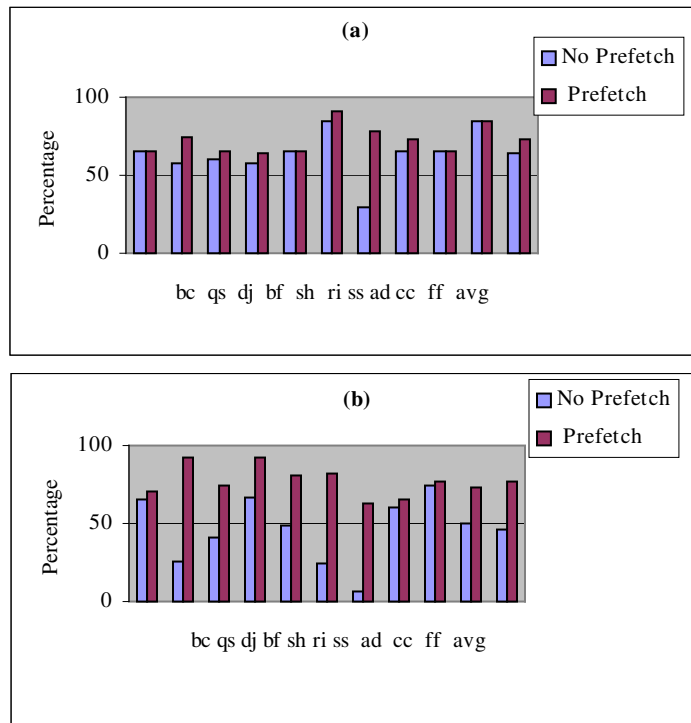 (a)
No Prefetch
Prefetch
100
50
0
Percentage
bc qs dj bf sh ri ss ad cc ff avg
(b)
No Prefetch
Prefetch
100
50
0
Percentage
bc qs dj bf sh ri ss ad cc ff avg